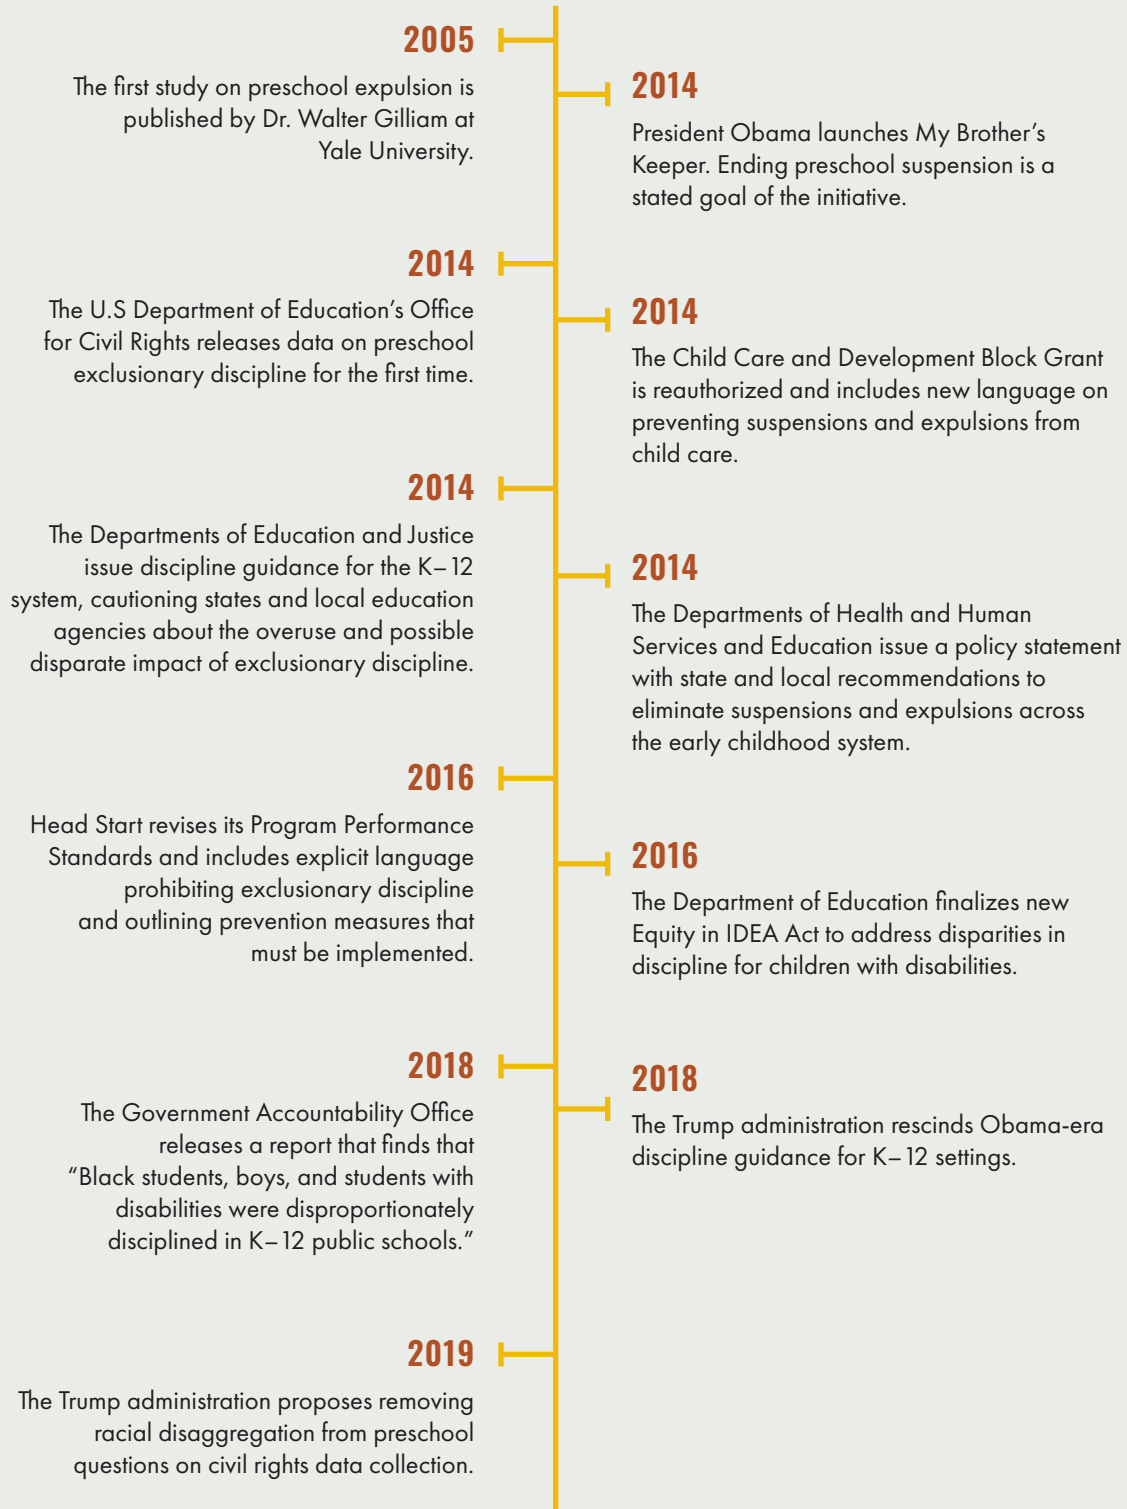 2005
The first study on preschool expulsion is
published by Dr. Walter Gilliam at
Yale University.
2014
President Obama launches My Brother’s
Keeper. Ending preschool suspension is a
stated goal of the initiative.
2014
The U.S Department of Education’s Office
for Civil Rights releases data on preschool
exclusionary discipline for the first time.
2014
The Child Care and Development Block Grant
is reauthorized and includes new language on
preventing suspensions and expulsions from
child care.
2014
The Departments of Education and Justice
issue discipline guidance for the K–12
system, cautioning states and local education
agencies about the overuse and possible
disparate impact of exclusionary discipline.
2014
The Departments of Health and Human
Services and Education issue a policy statement
with state and local recommendations to
eliminate suspensions and expulsions across
the early childhood system.
2016
Head Start revises its Program Performance
Standards and includes explicit language
prohibiting exclusionary discipline
and outlining prevention measures that
must be implemented.
2016
The Department of Education finalizes new
Equity in IDEA Act to address disparities in
discipline for children with disabilities.
2018
The Government Accountability Office
releases a report that finds that
“Black students, boys, and students with
disabilities were disproportionately
disciplined in K–12 public schools.”
2018
The Trump administration rescinds Obama-era
discipline guidance for K–12 settings.
2019
The Trump administration proposes removing
racial disaggregation from preschool
questions on civil rights data collection.